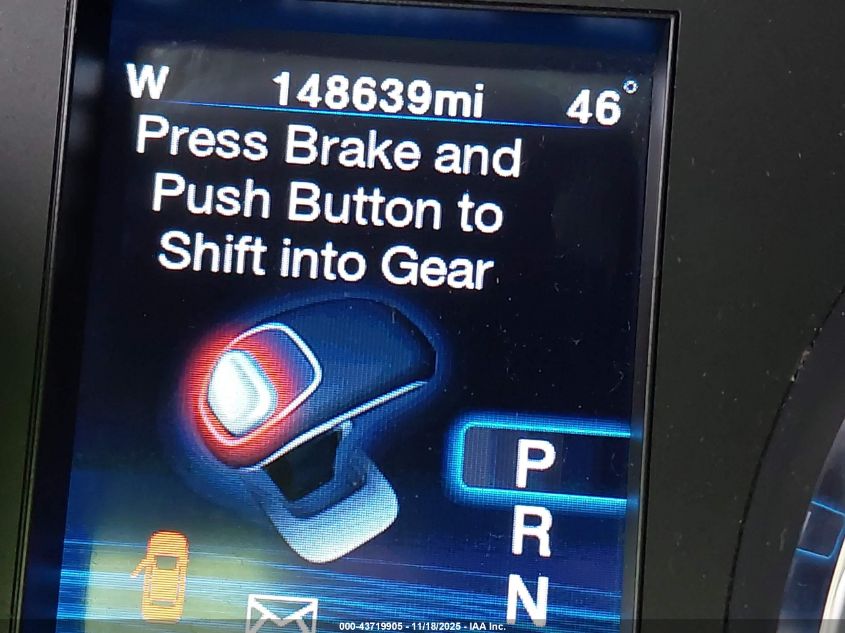 W 148639mi 46°
Press Brake and
Push Button to
Shift into Gear
P
R
N
000-43719905 - 11/18/2025 - IAA Inc.